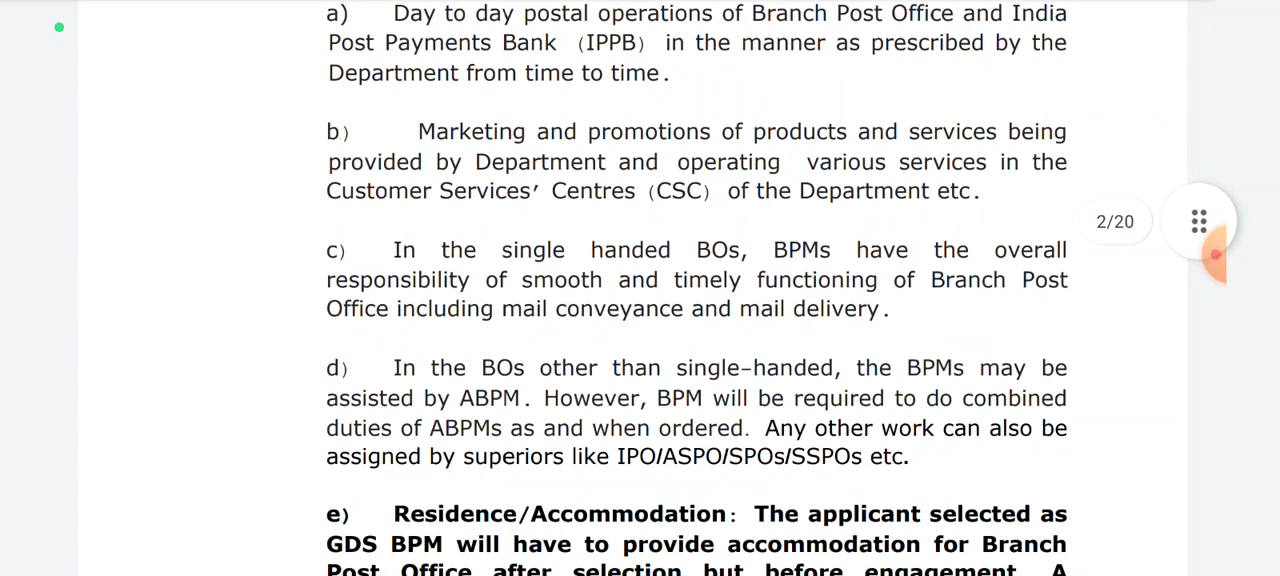 a) Day to day postal operations of Branch Post Office and India
Post Payments Bank (IPPB) in the manner as prescribed by the
Department from time to time.
b) Marketing and promotions of products and services being
provided by Department and operating various services in the
Customer Services' Centres (CSC) of the Department etc.
2/20
c) In the single handed BOs, BPMs have the overall
responsibility of smooth and timely functioning of Branch Post
Office including mail conveyance and mail delivery.
d) In the BOs other than single-handed, the BPMs may be
assisted by ABPM. However, BPM will be required to do combined
duties of ABPMs as and when ordered. Any other work can also be
assigned by superiors like IPO/ASPO/SPOs/SSPOs etc.
e) Residence/Accommodation: The applicant selected as
GDS BPM will have to provide accommodation for Branch
Post Office after selection but before engagement. A